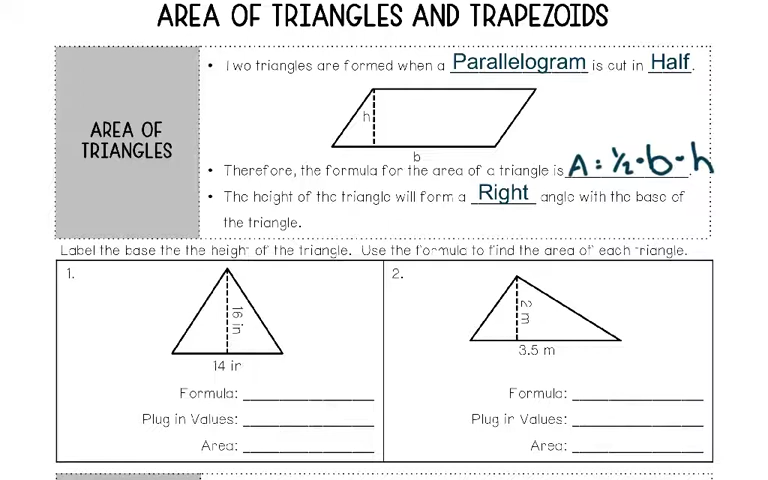 AREA OF TRIANGLES AND TRAPEZOIDS
AREA OF
TRIANGLES
• Two triangles are formed when a Parallelogram is cut in Half.
h
b
• Therefore, the formula for the area of a triangle is A = ½ · b · h.
• The height of the triangle will form a Right angle with the base of
the triangle.
Label the base the the height of the triangle. Use the formula to find the area of each triangle.
1.
16 in
14 in
Formula:
Plug in Values:
Area:
2.
2 m
3.5 m
Formula:
Plug in Values:
Area: